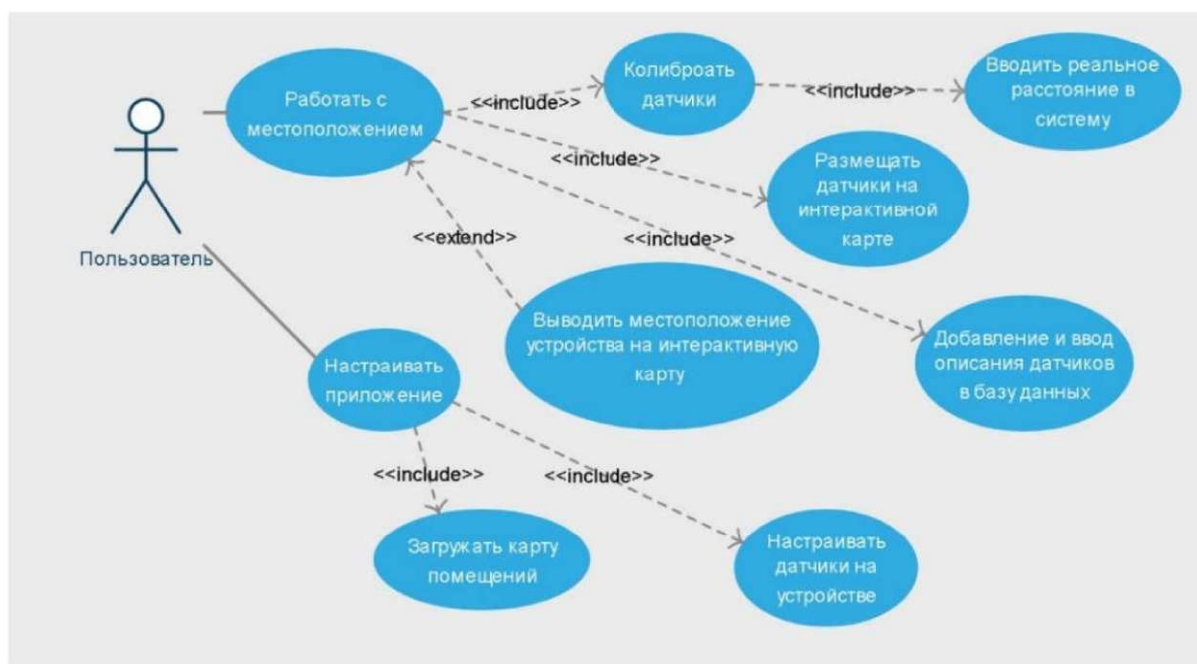 Работать с
местоположением
<<include>>
Колиброать
датчики
<<include>>
Вводить реальное
расстояние в
систему
<<include>>
Размещать
датчики на
интерактивной
карте
Пользователь
<<extend>>
<<include>>
Выводить местоположение
устройства на интерактивную
карту
Добавление и ввод
описания датчиков
в базу данных
Настраивать
приложение
<<include>>
<<include>>
Загружать карту
помещений
Настраивать
датчики на
устройстве